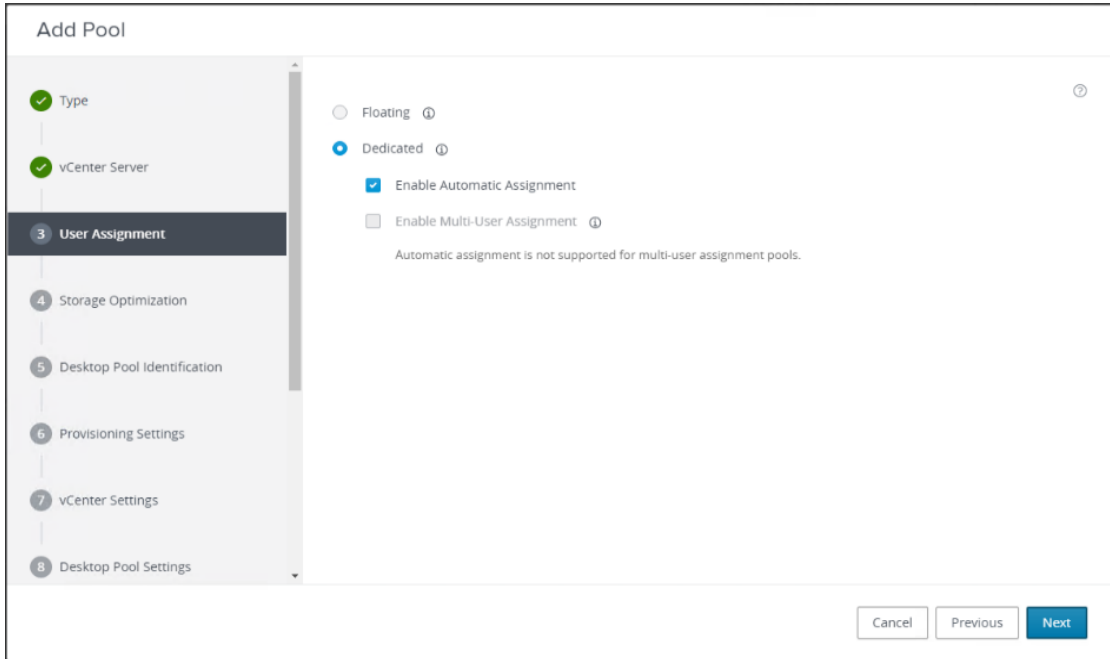 Add Pool
Type
vCenter Server
3 User Assignment
4 Storage Optimization
5 Desktop Pool Identification
6 Provisioning Settings
7 vCenter Settings
8 Desktop Pool Settings
Floating
Dedicated
Enable Automatic Assignment
Enable Multi-User Assignment
Automatic assignment is not supported for multi-user assignment pools.
Cancel Previous Next